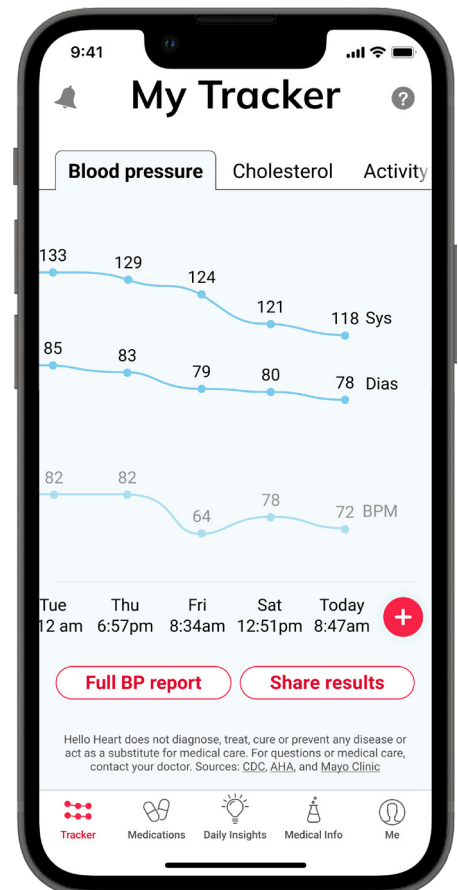 9:41
My Tracker
?
Blood pressure Cholesterol Activity
133
129
124
121
118 Sys
85
83
79
80
78 Dias
82
82
64
78
72 BPM
Tue Thu Fri Sat Today
12 am 6:57pm 8:34am 12:51pm 8:47am
+
Full BP report Share results
Hello Heart does not diagnose, treat, cure or prevent any disease or
act as a substitute for medical care. For questions or medical care,
contact your doctor. Sources: CDC, AHA, and Mayo Clinic
Tracker Medications Daily Insights Medical Info Me